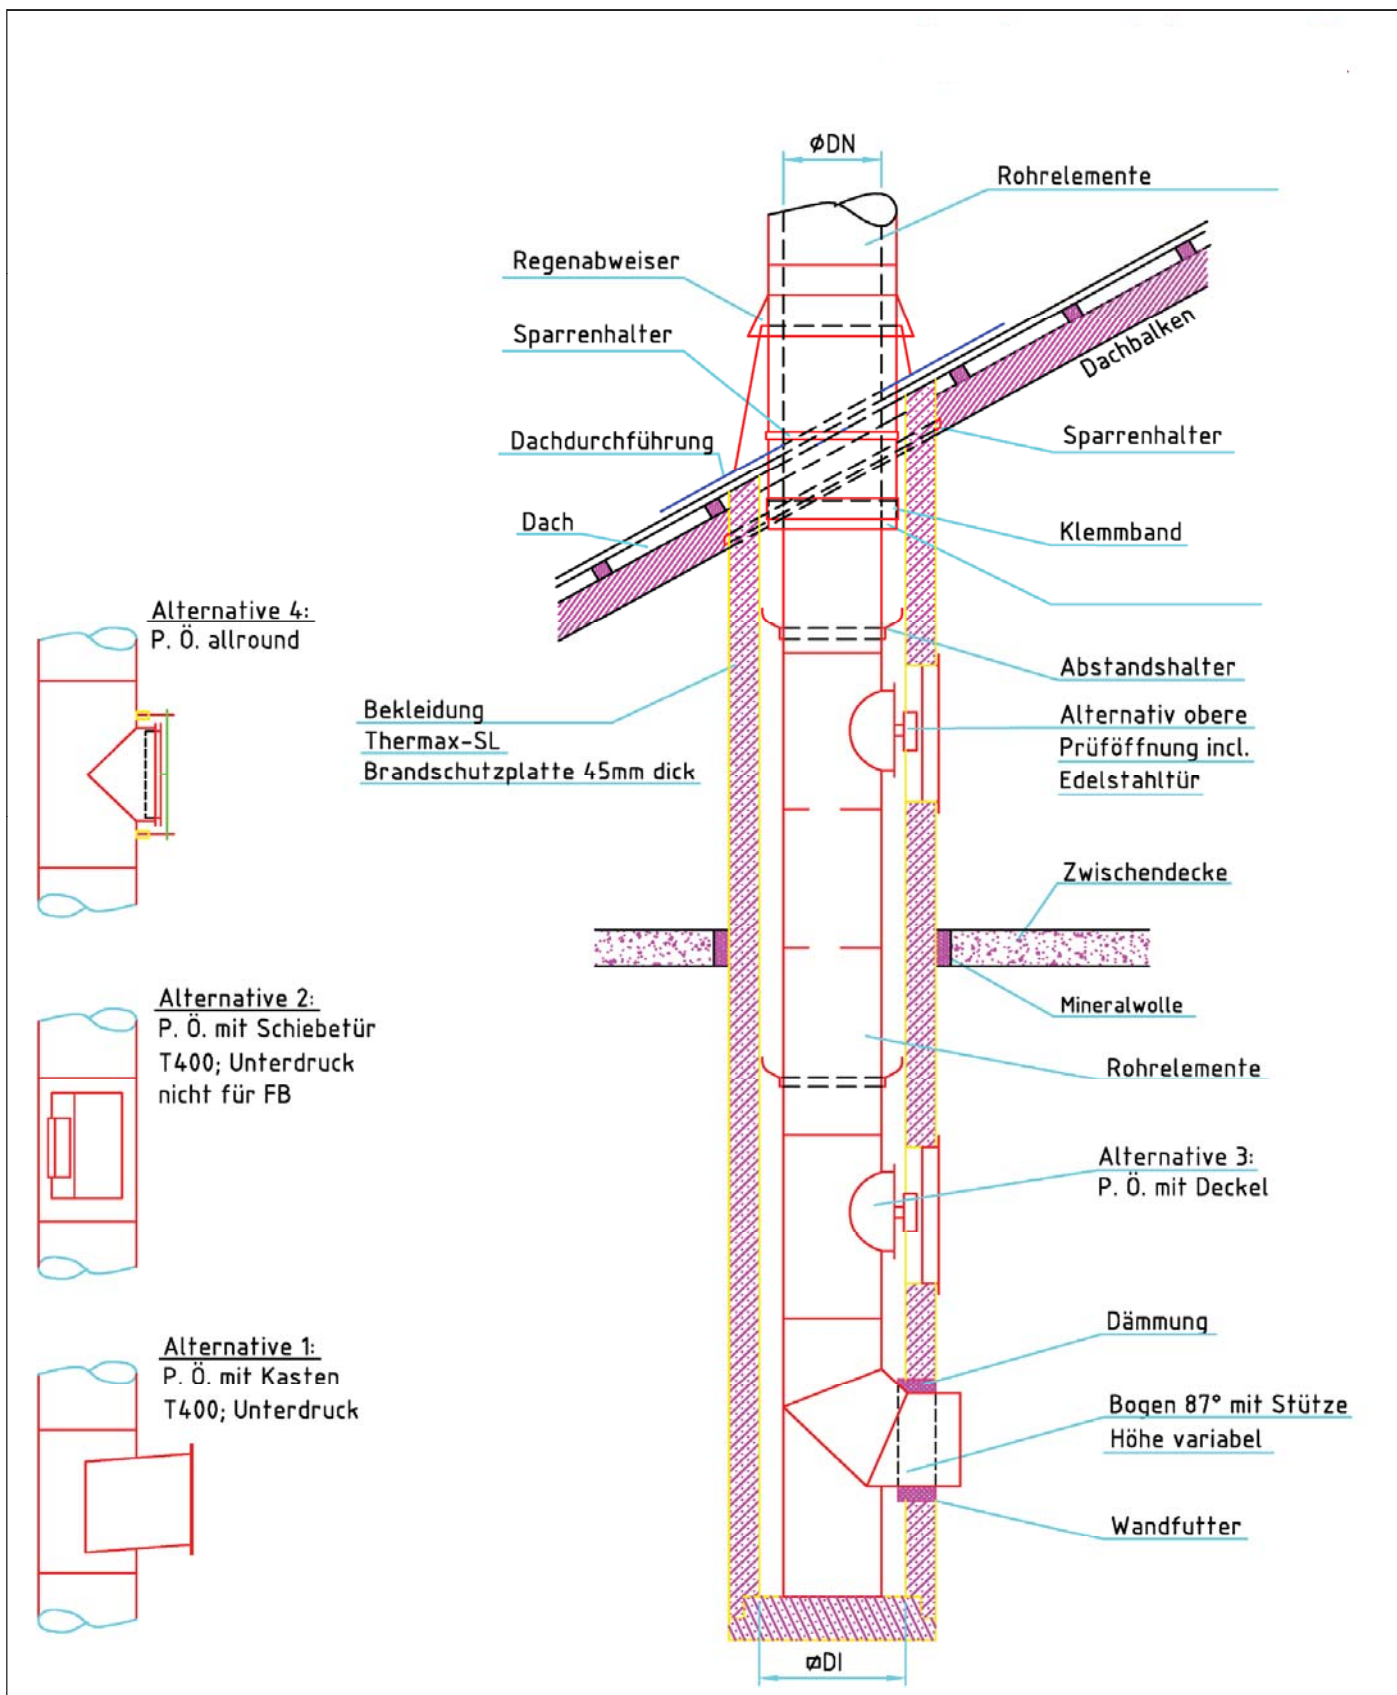 ϕDN
Rohrelemente
Regenabweiser
Sparrenhalter
Dachbalken
Dachdurchführung
Sparrenhalter
Dach
Klemmband
Alternative 4:
P. Ö. allround
Abstandshalter
Bekleidung
Thermax-SL
Brandschutzplatte 45mm dick
Alternativ obere
Prüföffnung incl.
Edelstahltür
Zwischendecke
Alternative 2:
P. Ö. mit Schiebetür
T400; Unterdruck
nicht für FB
Mineralwolle
Rohrelemente
Alternative 3:
P. Ö. mit Deckel
Alternative 1:
P. Ö. mit Kasten
T400; Unterdruck
Dämmung
Bogen 87° mit Stütze
Höhe variabel
Wandfutter
⌀DI